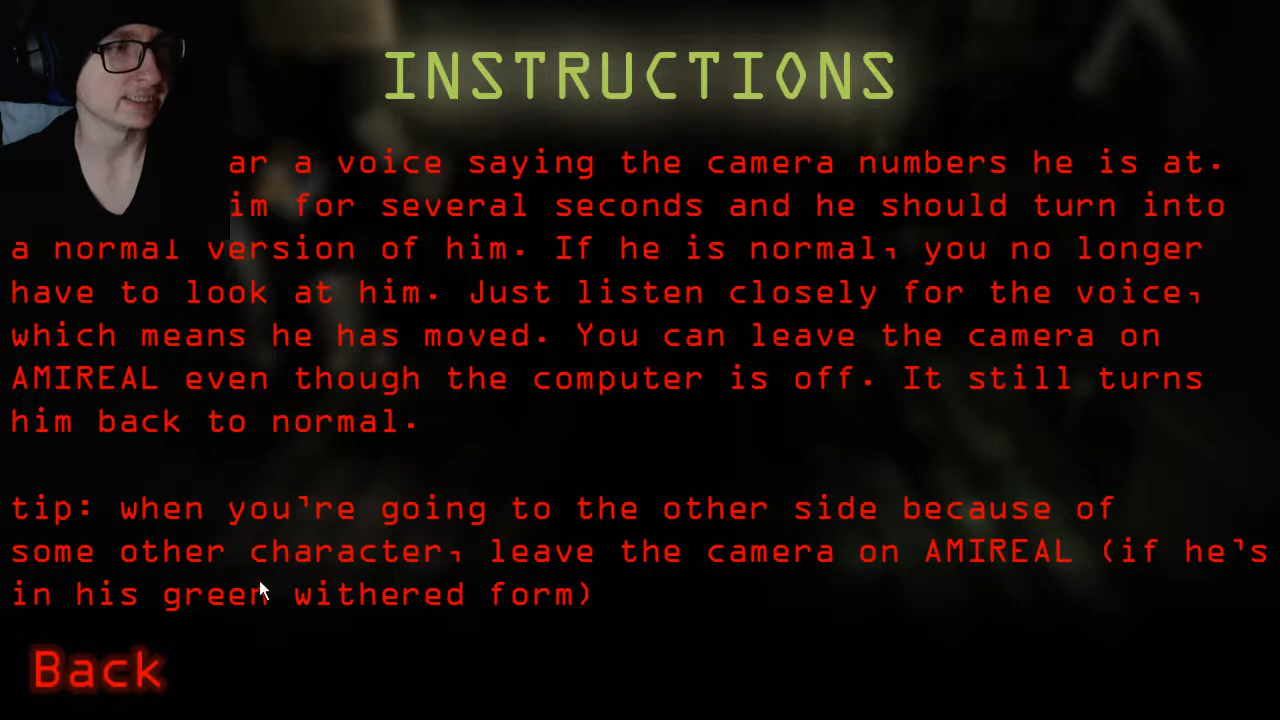 INSTRUCTIONS
ar a voice saying the camera numbers he is at.
im for several seconds and he should turn into
a normal version of him. If he is normal, you no longer
have to look at him. Just listen closely for the voice,
which means he has moved. You can leave the camera on
AMIREAL even though the computer is off. It still turns
him back to normal.
tip: when you're going to the other side because of
some other character, leave the camera on AMIREAL (if he's
in his green withered form)
Back